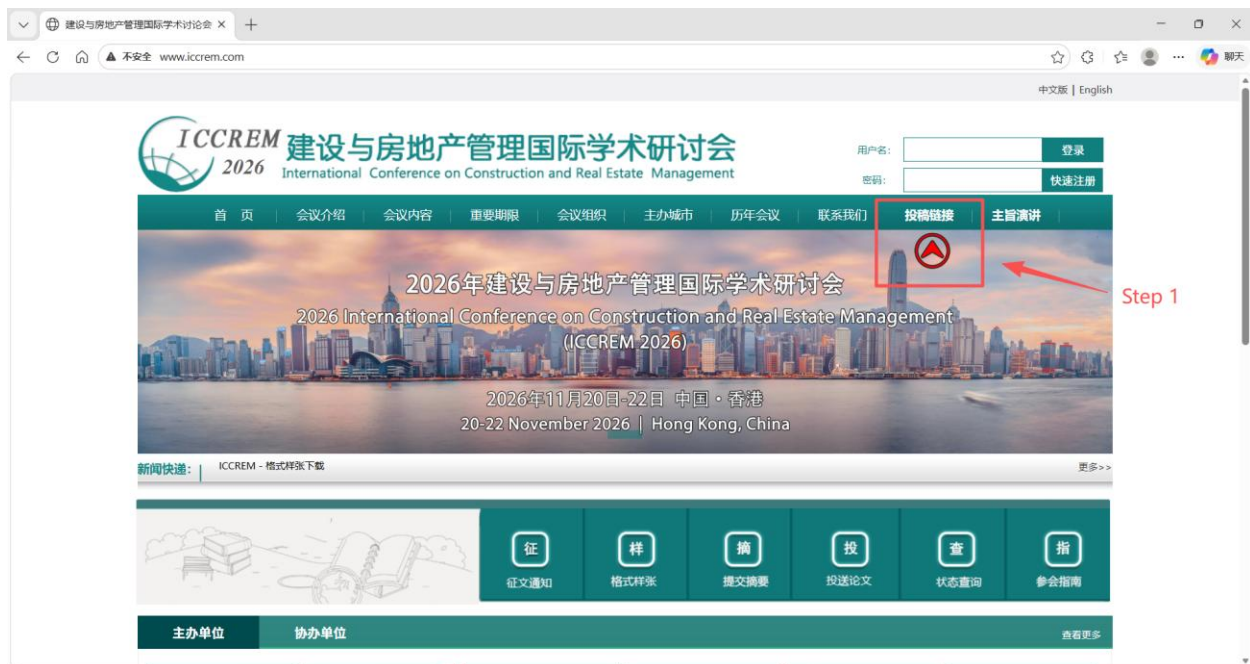 建设与房地产管理国际学术讨论会
不安全 www.iccrem.com
聊天
中文版 | English
ICCREM
2026
建设与房地产管理国际学术研讨会
International Conference on Construction and Real Estate Management
用户名:
登录
密码:
快速注册
首 页 | 会议介绍 | 会议内容 | 重要期限 | 会议组织 | 主办城市 | 历年会议 | 联系我们 | 投稿链接 | 主旨演讲 |
Step 1
2026年建设与房地产管理国际学术研讨会
2026 International Conference on Construction and Real Estate Management
(ICCREM 2026)
2026年11月20日-22日 中国·香港
20-22 November 2026 | Hong Kong, China
新闻快递: | ICCREM - 格式样张下载 更多>>
征 样 摘 投 查 指
征文通知 格式样张 提交摘要 投送论文 状态查询 参会指南
主办单位 协办单位 查看更多